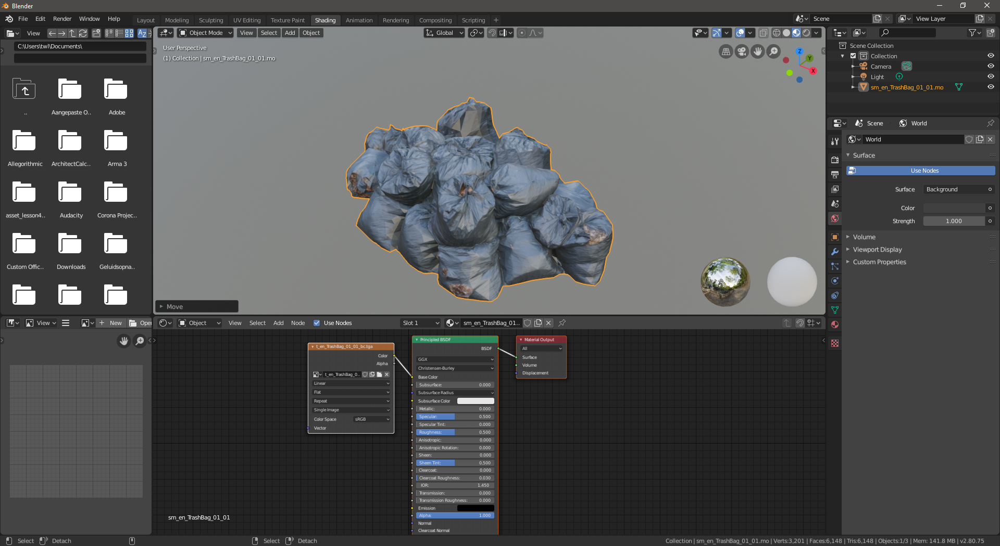 Blender
File Edit Render Window Help
Layout Modeling Sculpting UV Editing Texture Paint Shading Animation Rendering Compositing Scripting +
Scene
View Layer
View
C:\Users\twl\Documents\
..
Aangepaste O..
Adobe
Allegorithmic
ArchitectCalc..
Arma 3
asset_lesson4..
Audacity
Corona Projec..
Custom Offic..
Downloads
Geluidsopna..
Object Mode View Select Add Object
Global
User Perspective
(1) Collection | sm_en_TrashBag_01_01.mo
Z
Y
X
Move
Scene Collection
Collection
Camera
Light
sm_en_TrashBag_01_01.mo
Scene World
World
Surface
Use Nodes
Surface Background
Color
Strength 1.000
Volume
Viewport Display
Custom Properties
View
+ New
Open
Object View Select Add Node Use Nodes
Slot 1
sm_en_TrashBag_01..
t_en_TrashBag_01_01_bc.tga
Color
Alpha
t_en_TrashBag_0..
Linear
Flat
Repeat
Single Image
Color Space sRGB
Vector
Principled BSDF
BSDF
GGX
Christensen-Burley
Base Color
Subsurface: 0.000
Subsurface Radius
Subsurface Color
Metallic: 0.000
Specular: 0.500
Specular Tint: 0.000
Roughness: 0.500
Anisotropic: 0.000
Anisotropic Rotation: 0.000
Sheen: 0.000
Sheen Tint: 0.500
Clearcoat: 0.000
Clearcoat Roughness: 0.030
IOR: 1.450
Transmission: 0.000
Transmission Roughness: 0.000
Emission
Alpha: 1.000
Normal
Clearcoat Normal
Material Output
All
Surface
Volume
Displacement
sm_en_TrashBag_01_01
Select Detach
Select Detach
Collection | sm_en_TrashBag_01_01.mo | Verts:3,201 | Faces:6,148 | Tris:6,148 | Objects:1/3 | Mem: 141.8 MB | v2.80.75